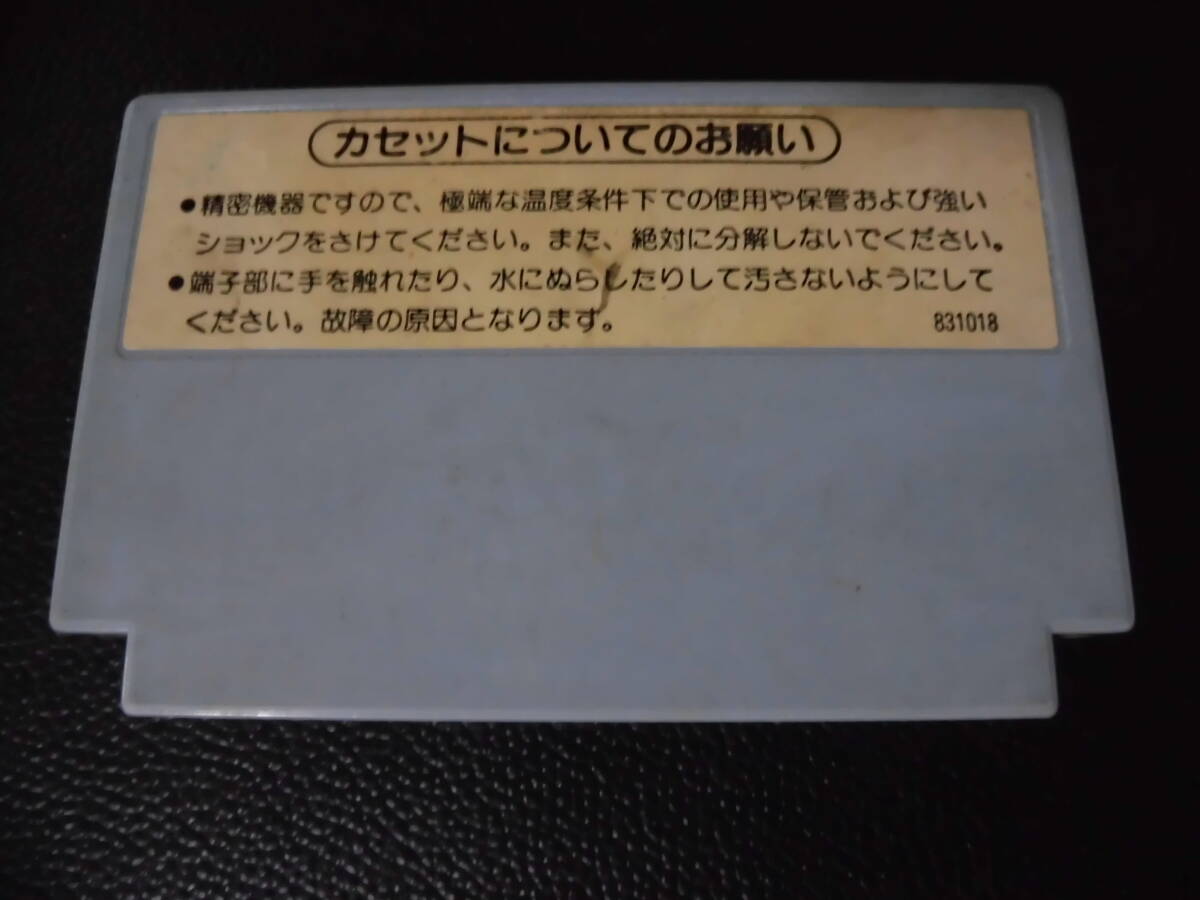 カセットについてのお願い
●精密機器ですので、極端な温度条件下での使用や保管および強い
ショックをさけてください。また、絶対に分解しないでください。
●端子部に手を触れたり、水にぬらしたりして汚さないようにして
ください。故障の原因となります。
831018